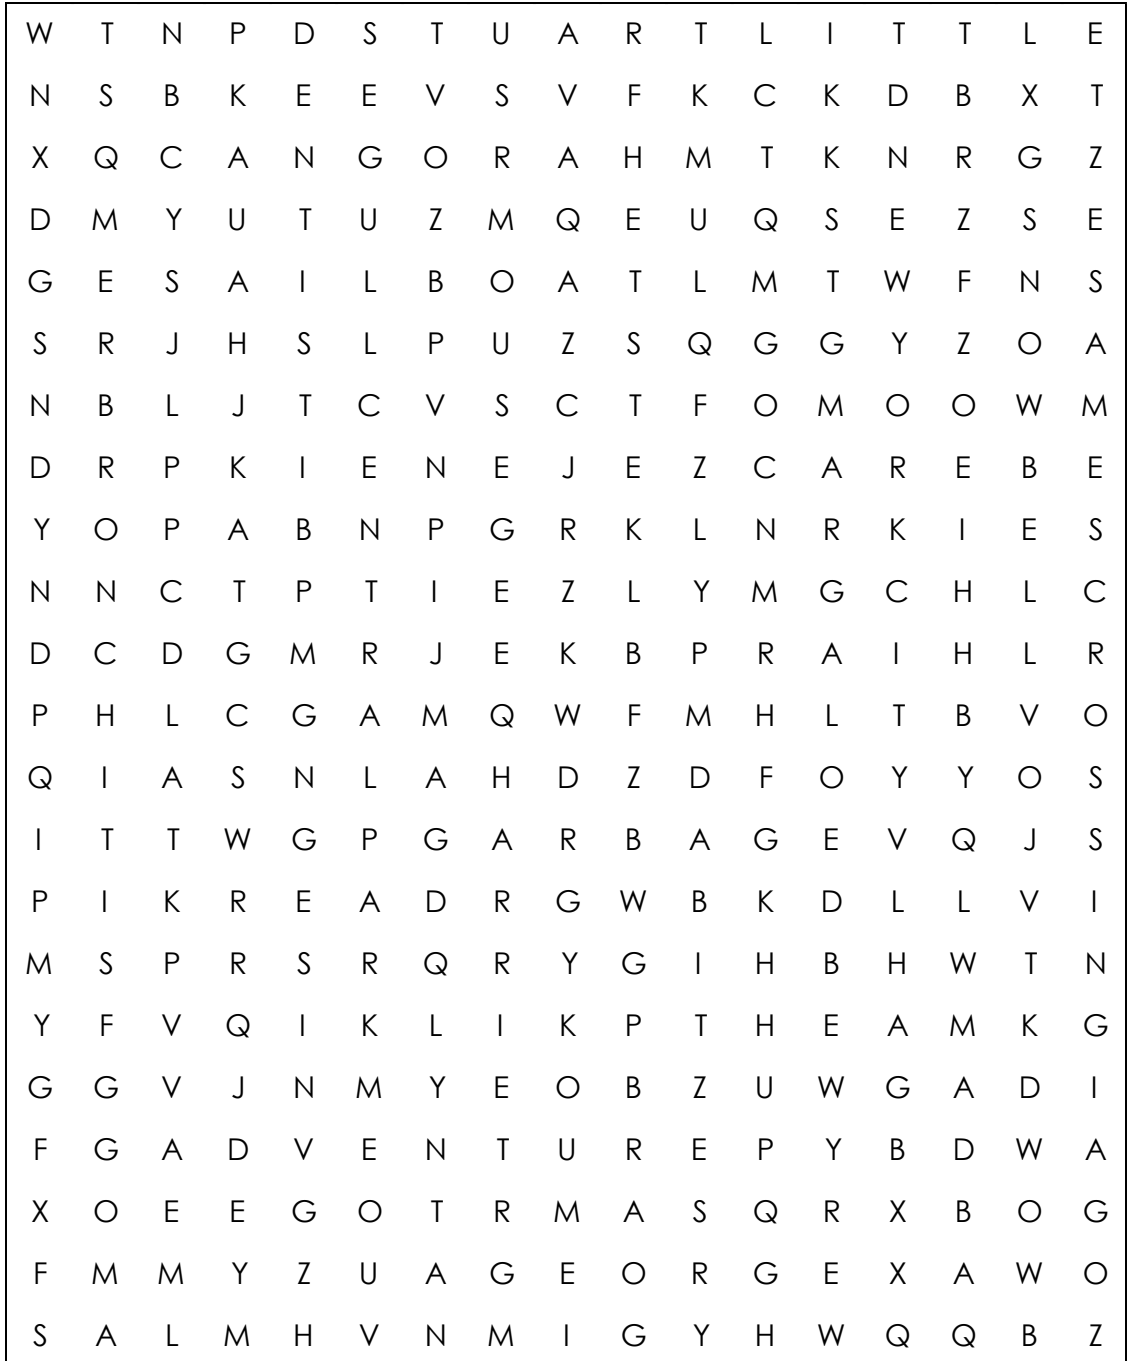 W T N P D S T U A R T L I T T L E
N S B K E E V S V F K C K D B X T
X Q C A N G O R A H M T K N R G Z
D M Y U T U Z M Q E U Q S E Z S E
G E S A I L B O A T L M T W F N S
S R J H S L P U Z S Q G G Y Z O A
N B L J T C V S C T F O M O O W M
D R P K I E N E J E Z C A R E B E
Y O P A B N P G R K L N R K I E S
N N C T P T I E Z L Y M G C H L C
D C D G M R J E K B P R A I H L R
P H L C G A M Q W F M H L T B V O
Q I A S N L A H D Z D F O Y Y O S
I T T W G P G A R B A G E V Q J S
P I K R E A D R G W B K D L L V I
M S P R S R Q R Y G I H B H W T N
Y F V Q I K L I K P T H E A M K G
G G V J N M Y E O B Z U W G A D I
F G A D V E N T U R E P Y B D W A
X O E E G O T R M A S Q R X B O G
F M M Y Z U A G E O R G E X A W O
S A L M H V N M I G Y H W Q Q B Z